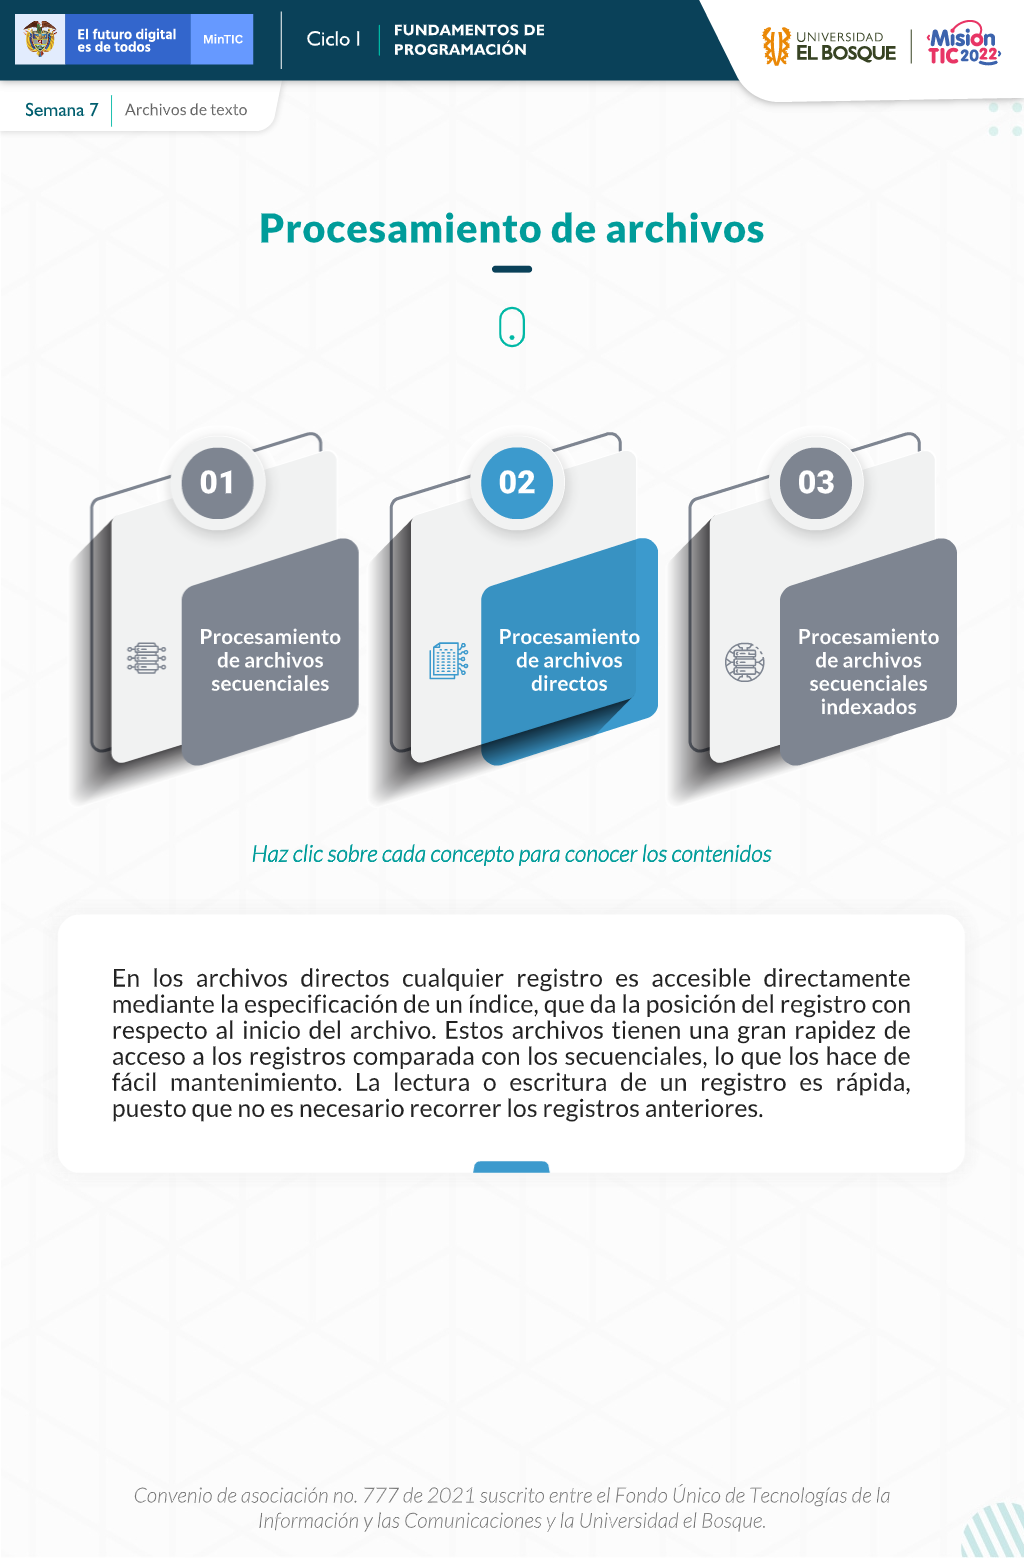 El futuro digital
es de todos
MinTIC
Ciclo I
FUNDAMENTOS DE
PROGRAMACIÓN
UNIVERSIDAD
EL BOSQUE
Misión
TIC 2022
Semana 7
Archivos de texto
Procesamiento de archivos
01
Procesamiento
de archivos
secuenciales
02
Procesamiento
de archivos
directos
03
Procesamiento
de archivos
secuenciales
indexados
Haz clic sobre cada concepto para conocer los contenidos
En los archivos directos cualquier registro es accesible directamente
mediante la especificación de un índice, que da la posición del registro con
respecto al inicio del archivo. Estos archivos tienen una gran rapidez de
acceso a los registros comparada con los secuenciales, lo que los hace de
fácil mantenimiento. La lectura o escritura de un registro es rápida,
puesto que no es necesario recorrer los registros anteriores.
Convenio de asociación no. 777 de 2021 suscrito entre el Fondo Único de Tecnologías de la
Información y las Comunicaciones y la Universidad el Bosque.